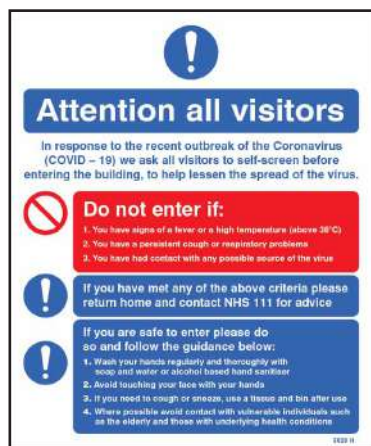 Attention all visitors
In response to the recent outbreak of the Coronavirus
(COVID – 19) we ask all visitors to self-screen before
entering the building, to help lessen the spread of the virus.
Do not enter if:
1. You have signs of a fever or a high temperature (above 38°C)
2. You have a persistent cough or respiratory problems
3. You have had contact with any possible source of the virus
If you have met any of the above criteria please
return home and contact NHS 111 for advice
If you are safe to enter please do
so and follow the guidance below:
1. Wash your hands regularly and thoroughly with
soap and water or alcohol based hand sanitiser
2. Avoid touching your face with your hands
3. If you need to cough or sneeze, use a tissue and bin after use
4. Where possible avoid contact with vulnerable individuals such
as the elderly and those with underlying health conditions